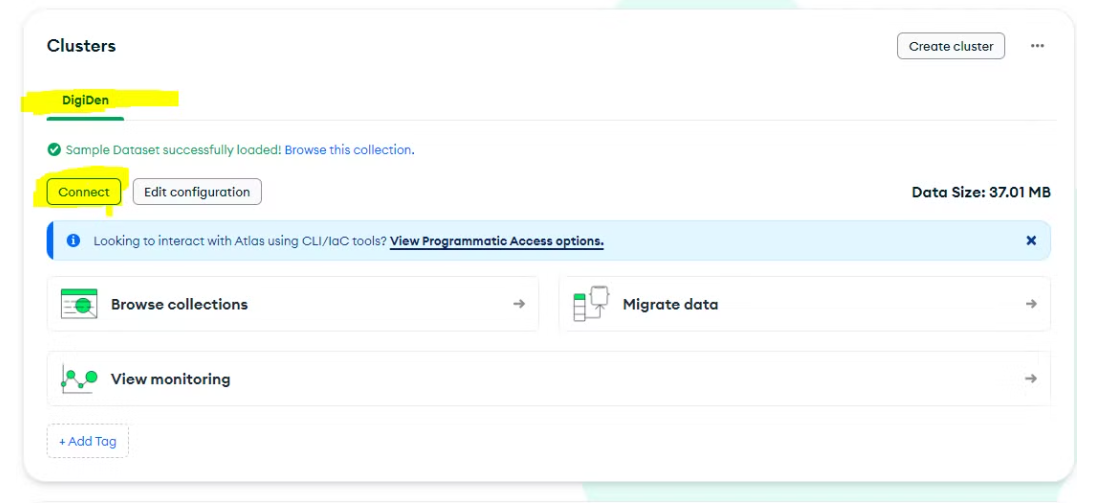 Clusters
Create cluster
DigiDen
Sample Dataset successfully loaded! Browse this collection.
Connect
Edit configuration
Data Size: 37.01 MB
Looking to interact with Atlas using CLI/IaC tools? View Programmatic Access options.
Browse collections
Migrate data
View monitoring
+ Add Tag